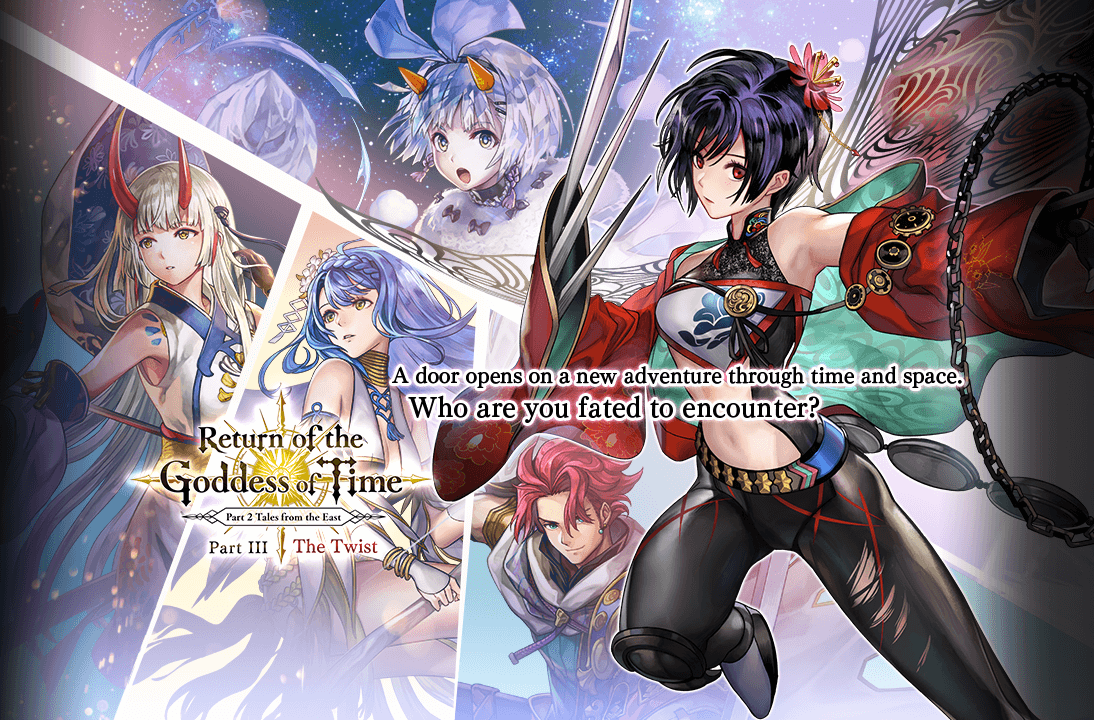 A door opens on a new adventure through time and space.
Who are you fated to encounter?
Return of the
Goddess of Time
Part 2 Tales from the East
Part III The Twist